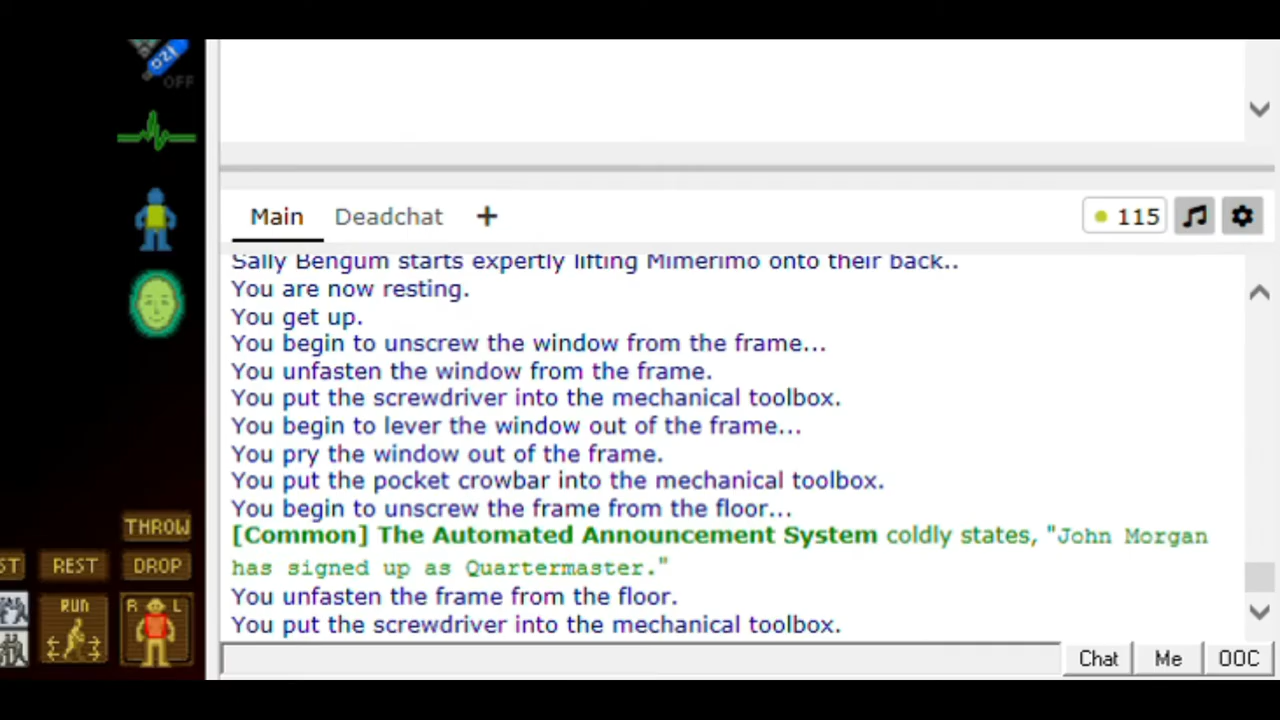 OZI
OFF
Main Deadchat + 115
Sally Bengum starts expertly lifting Mimerimo onto their back..
You are now resting.
You get up.
You begin to unscrew the window from the frame...
You unfasten the window from the frame.
You put the screwdriver into the mechanical toolbox.
You begin to lever the window out of the frame...
You pry the window out of the frame.
You put the pocket crowbar into the mechanical toolbox.
You begin to unscrew the frame from the floor...
[Common] The Automated Announcement System coldly states, "John Morgan
has signed up as Quartermaster."
You unfasten the frame from the floor.
You put the screwdriver into the mechanical toolbox.
THROW
ST REST DROP
Run R L
Chat Me OOC